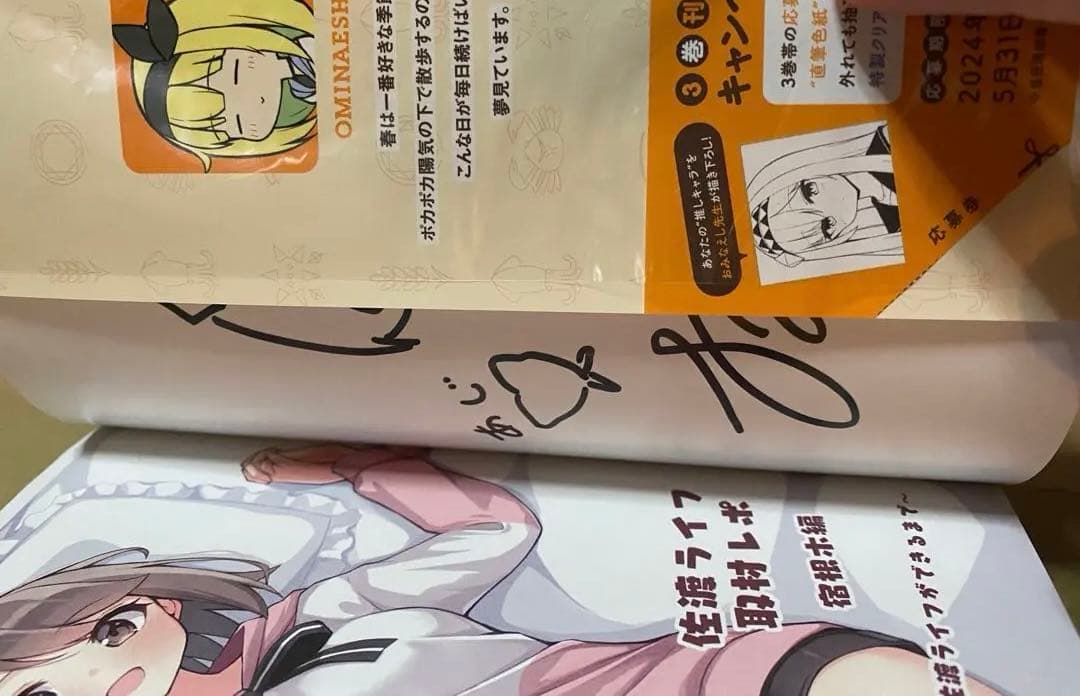 OMINAESH
春は一番好きな季
ポカポカ陽気の下で散歩するの
こんな日が毎日続けばい
夢見ています。
3巻刊
キャン
3巻帯の応募
"直筆色紙"
外れても抽
特製クリア
応募期間
2024年
5月31日
あなたの"推しキャラ"を
おみなえし先生が描き下ろし!
応募券
佐渡ライフ
取材レポ
宿根木編
佐渡ライフができるまで〜